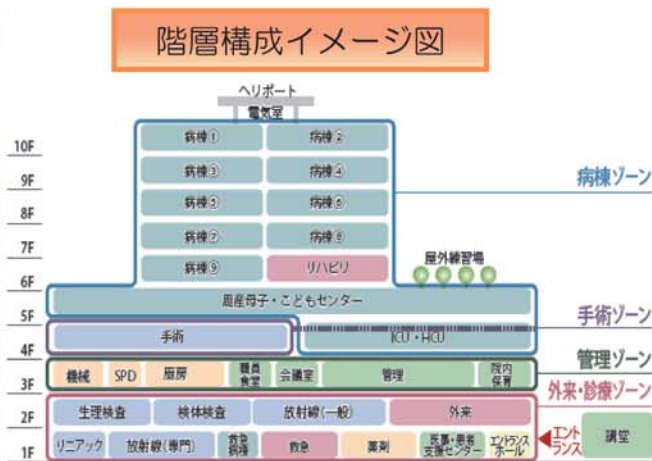 階層構成イメージ図
ヘリポート
電気室
10F
病棟①
病棟②
9F
病棟③
病棟④
病棟ゾーン
8F
病棟⑤
病棟⑥
7F
病棟⑦
病棟⑧
6F
病棟⑨
リハビリ
屋外練習場
5F
周産母子・こどもセンター
4F
手術
ICU・HCU
手術ゾーン
3F
機械
SPD
厨房
職員
食堂
会議室
管理
院内
保育
管理ゾーン
外来・診療ゾーン
2F
生理検査
検体検査
放射線(一般)
外来
1F
リニアック
放射線(専門)
救急
病棟
救急
薬剤
医事・患者
支援センター
エントランス
ホール
エント
ランス
講堂